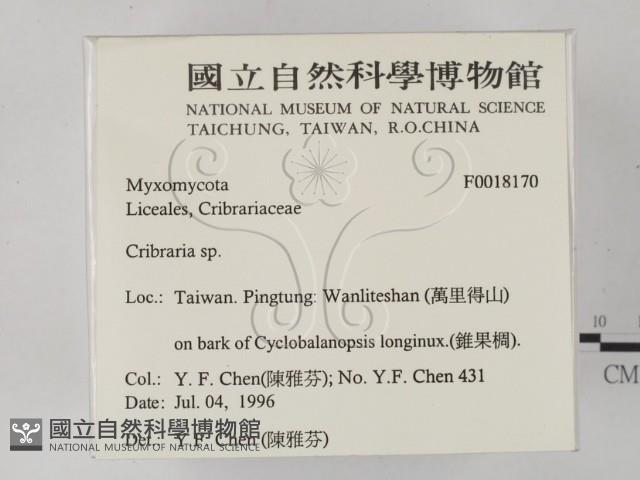 國立自然科學博物館
NATIONAL MUSEUM OF NATURAL SCIENCE
TAICHUNG, TAIWAN, R.O.CHINA
Myxomycota F0018170
Liceales, Cribrariaceae
Cribraria sp.
Loc.: Taiwan. Pingtung: Wanliteshan (萬里得山)
on bark of Cyclobalanopsis longinux.(錐果椆).
Col.: Y. F. Chen(陳雅芬); No. Y.F. Chen 431
Date: Jul. 04, 1996
Det.: Y.F. Chen (陳雅芬)
國立自然科學博物館
NATIONAL MUSEUM OF NATURAL SCIENCE
10
CM